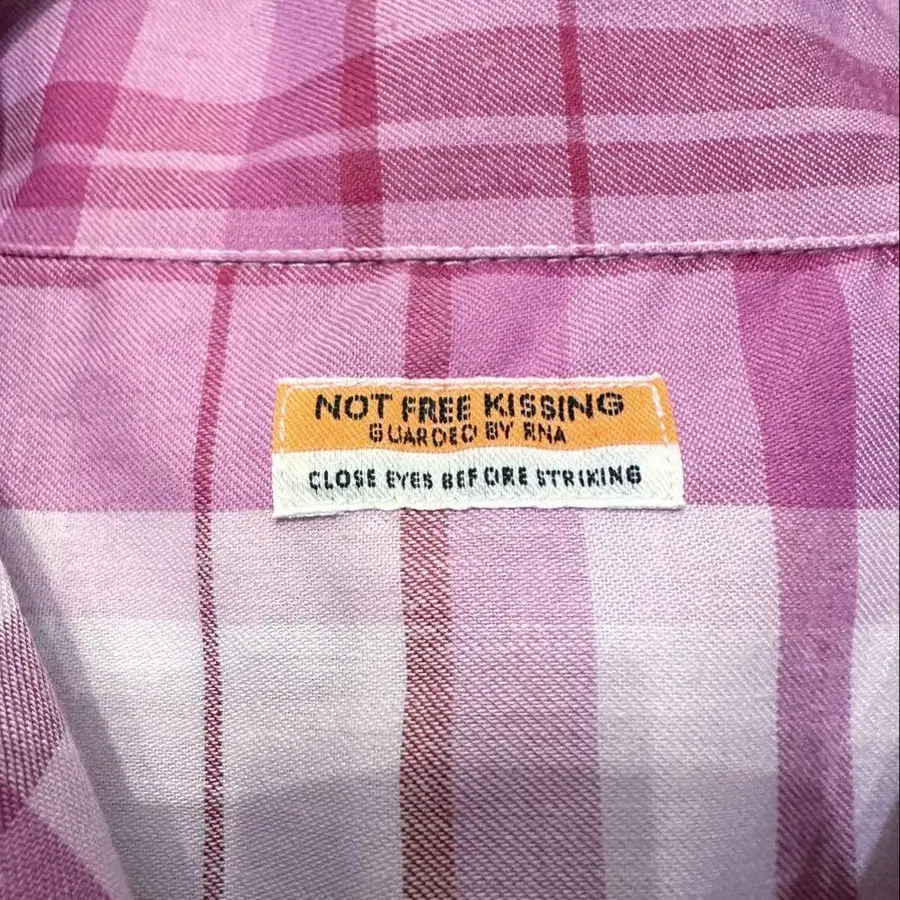 NOT FREE KISSING
GUARDED BY RNA
CLOSE EYES BEFORE STRIKING